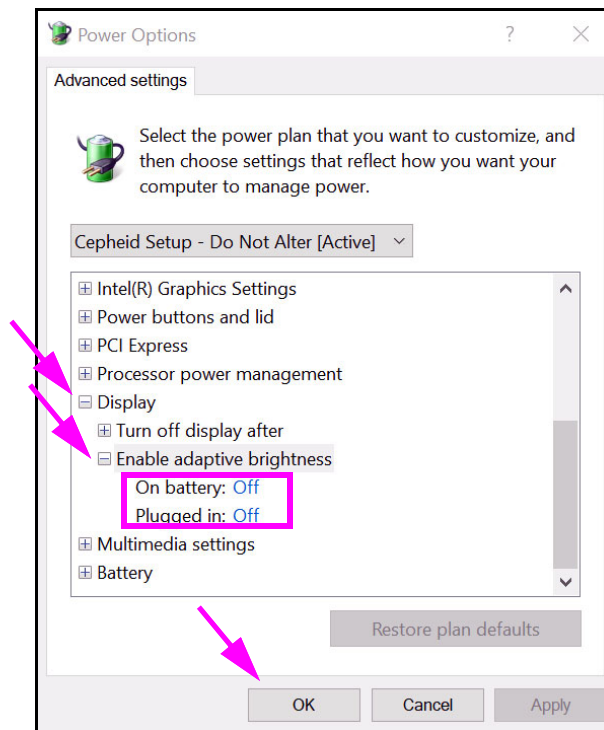 Power Options
?
Advanced settings
Select the power plan that you want to customize, and
then choose settings that reflect how you want your
computer to manage power.
Cepheid Setup - Do Not Alter [Active]
Intel(R) Graphics Settings
Power buttons and lid
PCI Express
Processor power management
Display
Turn off display after
Enable adaptive brightness
On battery: Off
Plugged in: Off
Multimedia settings
Battery
Restore plan defaults
OK Cancel Apply